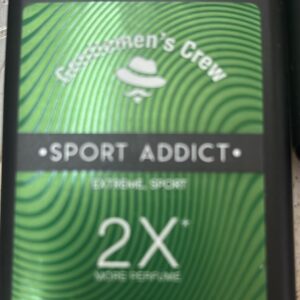 Gentlemen's Crew
•SPORT ADDICT•
EXTREME, SPORT
2X*
MORE PERFUME